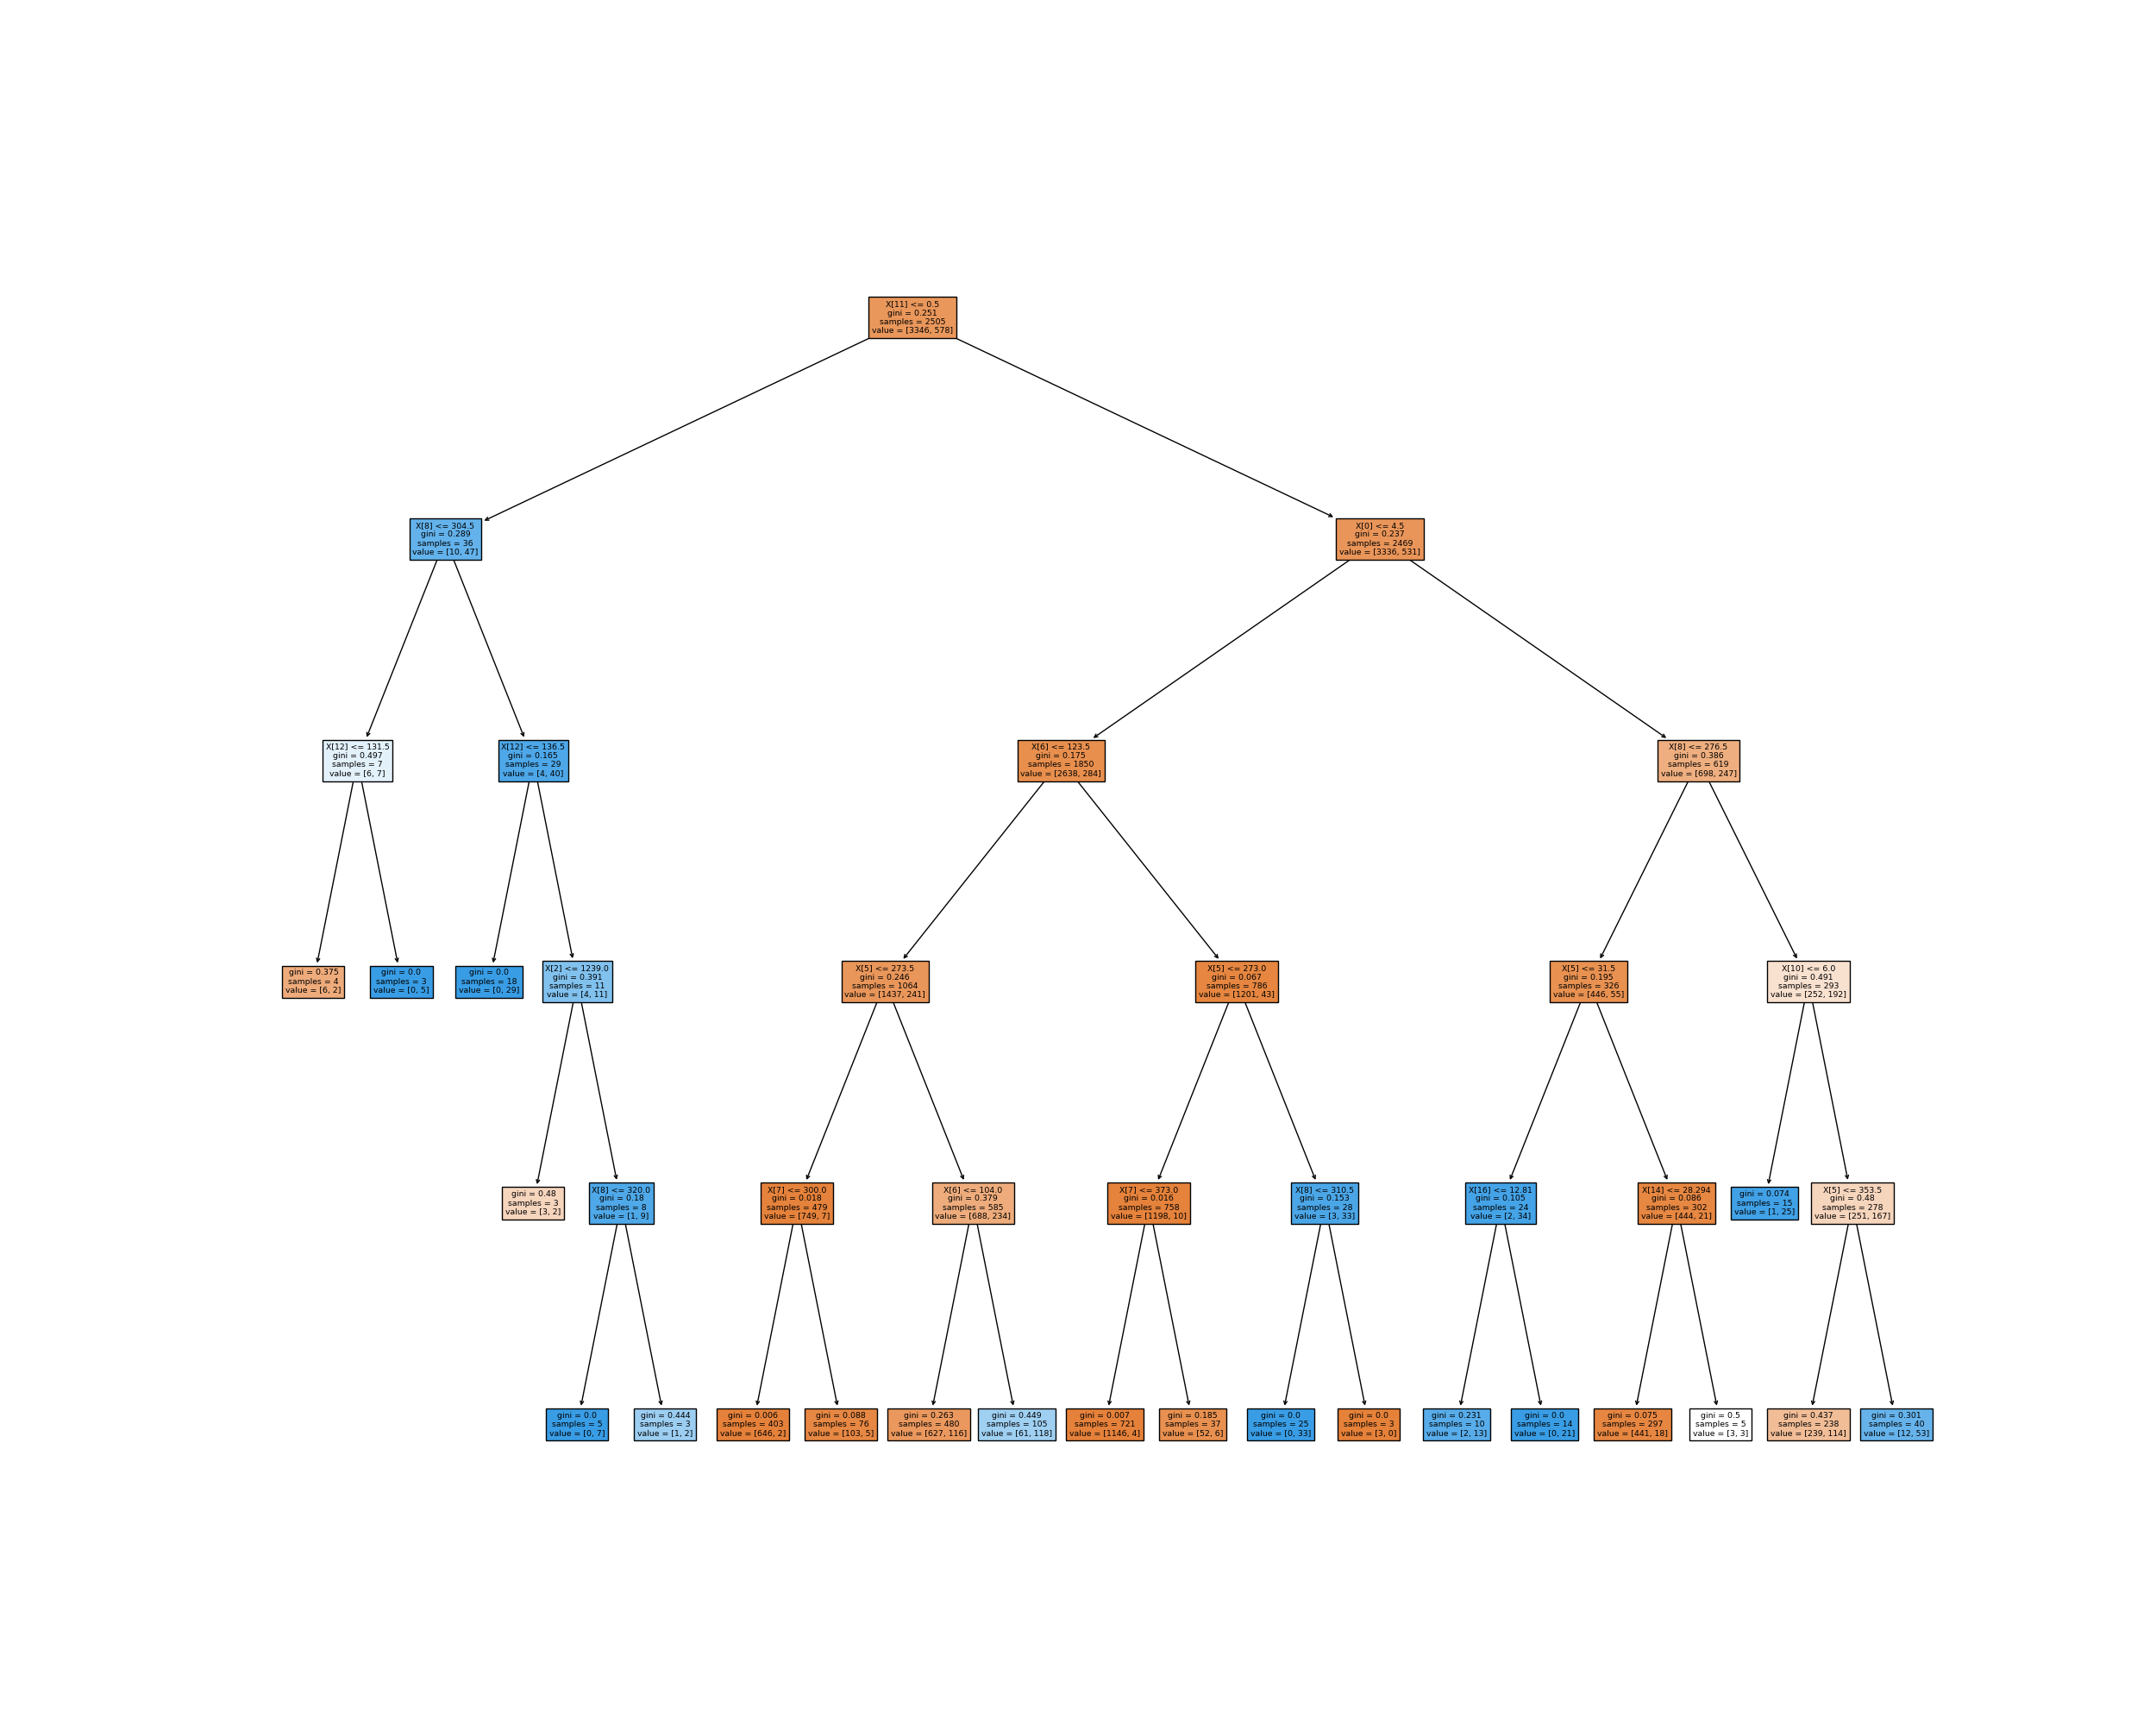 X[11] <= 0.5
gini = 0.251
samples = 2505
value = [3346, 578]
X[8] <= 304.5
gini = 0.289
samples = 36
value = [10, 47]
X[0] <= 4.5
gini = 0.237
samples = 2469
value = [3336, 531]
X[12] <= 131.5
gini = 0.497
samples = 7
value = [6, 7]
X[12] <= 136.5
gini = 0.165
samples = 29
value = [4, 40]
X[6] <= 123.5
gini = 0.175
samples = 1850
value = [2638, 284]
X[8] <= 276.5
gini = 0.386
samples = 619
value = [698, 247]
gini = 0.375
samples = 4
value = [6, 2]
gini = 0.0
samples = 3
value = [0, 5]
gini = 0.0
samples = 18
value = [0, 29]
X[2] <= 1239.0
gini = 0.391
samples = 11
value = [4, 11]
X[5] <= 273.5
gini = 0.246
samples = 1064
value = [1437, 241]
X[5] <= 273.0
gini = 0.067
samples = 786
value = [1201, 43]
X[5] <= 31.5
gini = 0.195
samples = 326
value = [446, 55]
X[10] <= 6.0
gini = 0.491
samples = 293
value = [252, 192]
gini = 0.48
samples = 3
value = [3, 2]
X[8] <= 320.0
gini = 0.18
samples = 8
value = [1, 9]
X[7] <= 300.0
gini = 0.018
samples = 479
value = [749, 7]
X[6] <= 104.0
gini = 0.379
samples = 585
value = [688, 234]
X[7] <= 373.0
gini = 0.016
samples = 758
value = [1198, 10]
X[8] <= 310.5
gini = 0.153
samples = 28
value = [3, 33]
X[16] <= 12.81
gini = 0.105
samples = 24
value = [2, 34]
X[14] <= 28.294
gini = 0.086
samples = 302
value = [444, 21]
gini = 0.074
samples = 15
value = [1, 25]
X[5] <= 353.5
gini = 0.48
samples = 278
value = [251, 167]
gini = 0.0
samples = 5
value = [0, 7]
gini = 0.444
samples = 3
value = [1, 2]
gini = 0.006
samples = 403
value = [646, 2]
gini = 0.088
samples = 76
value = [103, 5]
gini = 0.263
samples = 480
value = [627, 116]
gini = 0.449
samples = 105
value = [61, 118]
gini = 0.007
samples = 721
value = [1146, 4]
gini = 0.185
samples = 37
value = [52, 6]
gini = 0.0
samples = 25
value = [0, 33]
gini = 0.0
samples = 3
value = [3, 0]
gini = 0.231
samples = 10
value = [2, 13]
gini = 0.0
samples = 14
value = [0, 21]
gini = 0.075
samples = 297
value = [441, 18]
gini = 0.5
samples = 5
value = [3, 3]
gini = 0.437
samples = 238
value = [239, 114]
gini = 0.301
samples = 40
value = [12, 53]